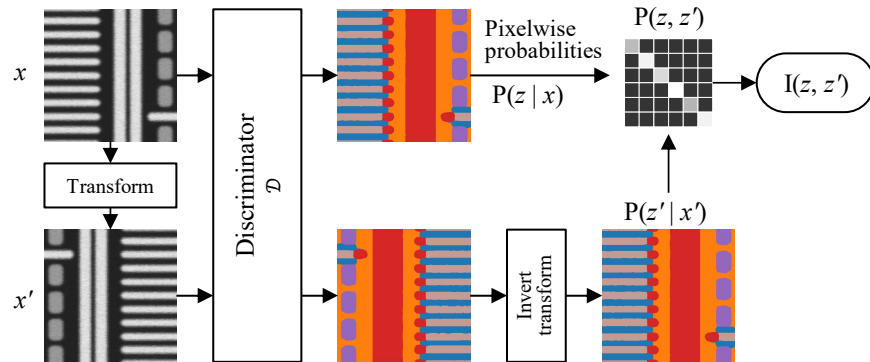 x
Transform
x′
Discriminator
𝒟
Pixelwise
probabilities
P(z | x)
P(z, z′)
I(z, z′)
P(z′ | x′)
Invert
transform